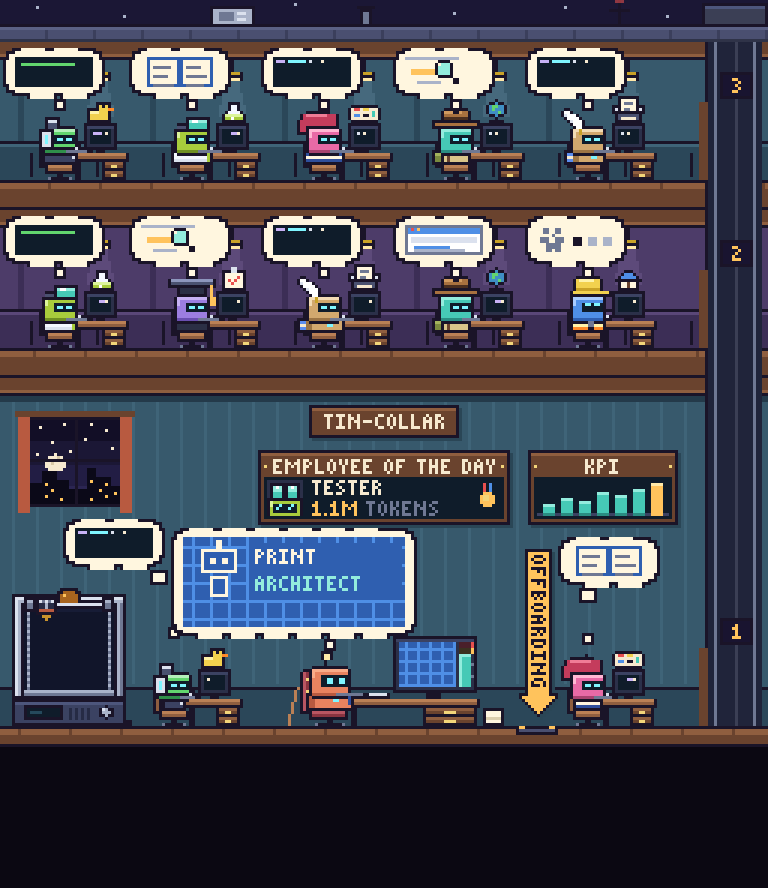 3
2
TIN-COLLAR
EMPLOYEE OF THE DAY
TESTER
1.1M TOKENS
KPI
PRINT
ARCHITECT
OFFBOARDING
1